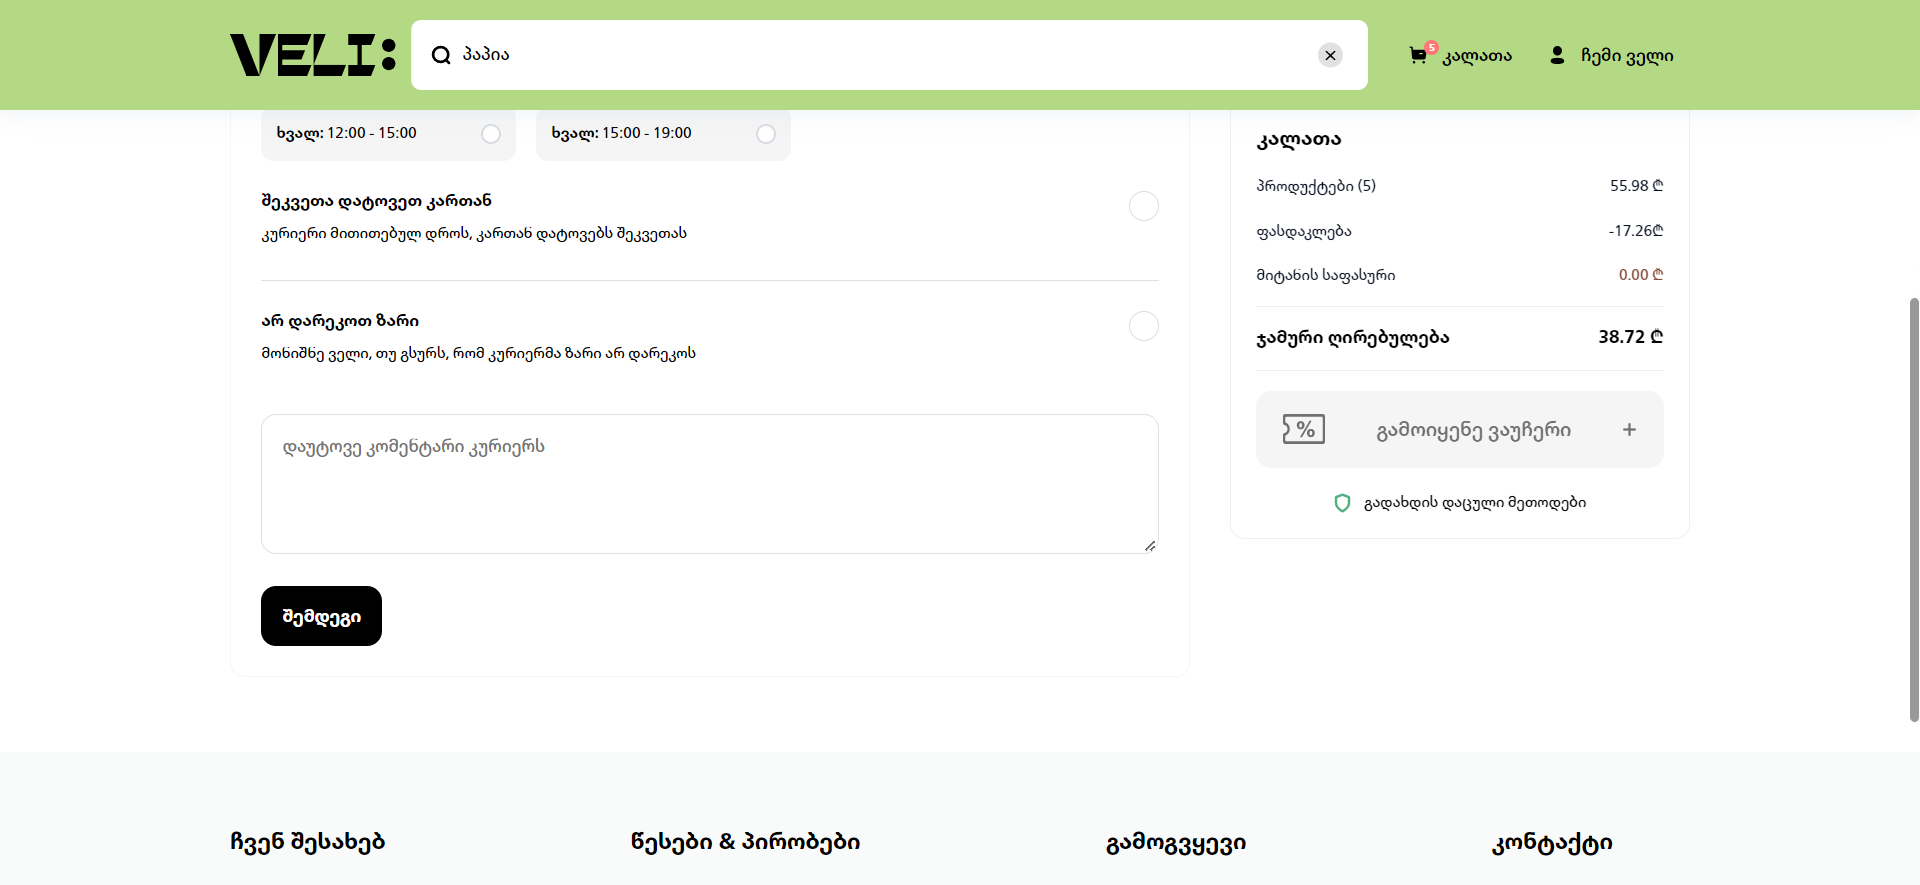 VELI:
პაპია
5
კალათა
ჩემი ველი
ხვალ: 12:00 - 15:00
ხვალ: 15:00 - 19:00
შეკვეთა დატოვეთ კართან
კურიერი მითითებულ დროს, კართან დატოვებს შეკვეთას
არ დარეკოთ ზარი
მონიშნე ველი, თუ გსურს, რომ კურიერმა ზარი არ დარეკოს
დაუტოვე კომენტარი კურიერს
შემდეგი
კალათა
პროდუქტები (5) 55.98 ₾
ფასდაკლება -17.26₾
მიტანის საფასური 0.00 ₾
ჯამური ღირებულება 38.72 ₾
% გამოიყენე ვაუჩერი +
გადახდის დაცული მეთოდები
ჩვენ შესახებ
წესები & პირობები
გამოგვყევი
კონტაქტი